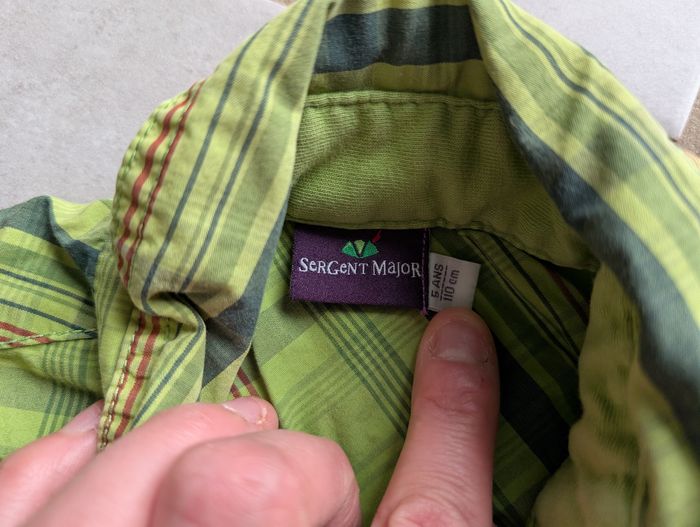 SERGENT MAJOR
5 ANS
110 cm